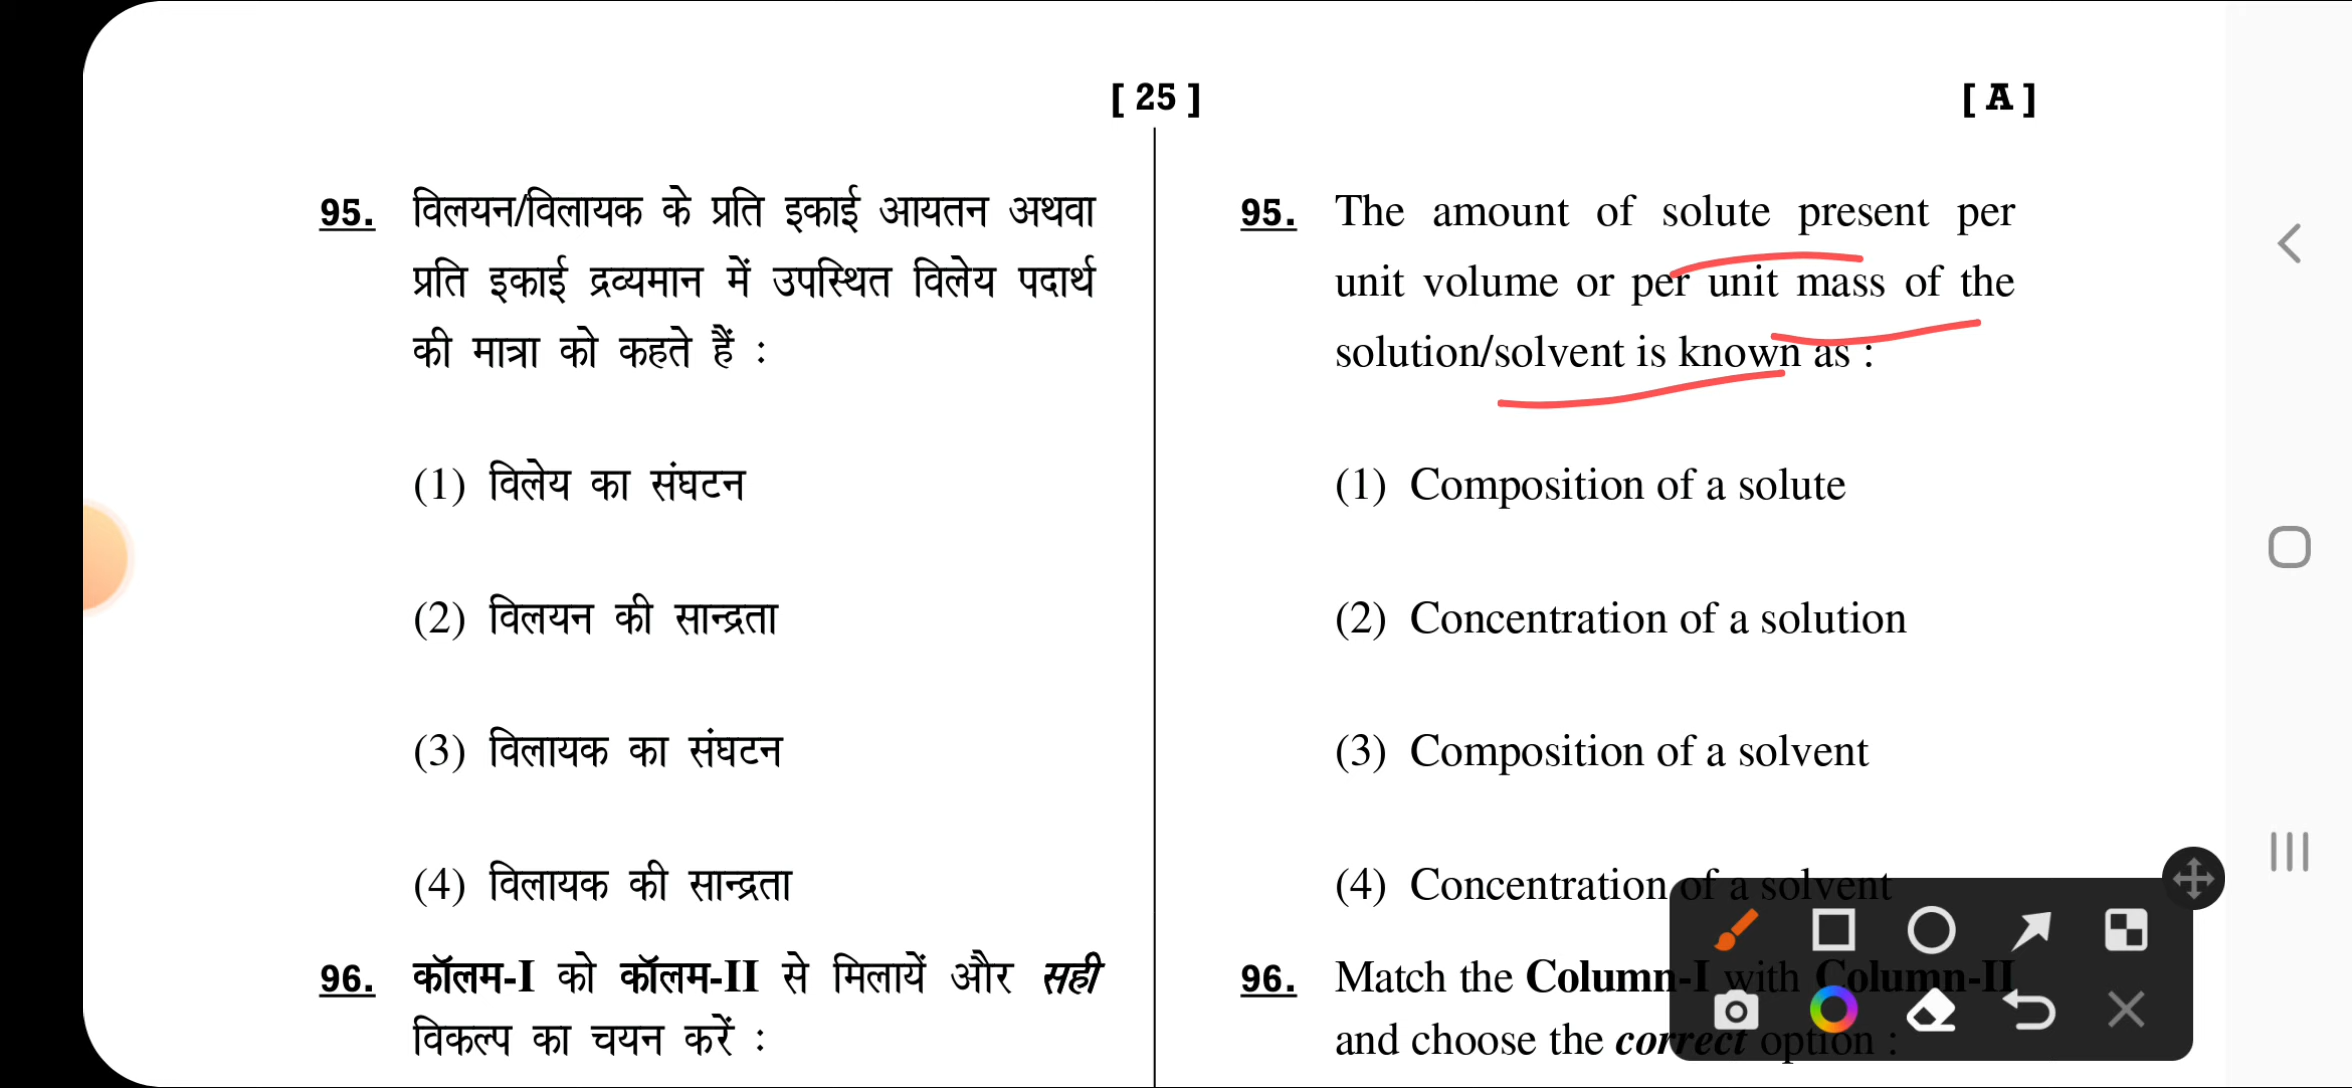 [ 25 ]
[ A ]
95. विलयन/विलायक के प्रति इकाई आयतन अथवा
प्रति इकाई द्रव्यमान में उपस्थित विलेय पदार्थ
की मात्रा को कहते हैं :
(1) विलेय का संघटन
(2) विलयन की सान्द्रता
(3) विलायक का संघटन
(4) विलायक की सान्द्रता
96. कॉलम-I को कॉलम-II से मिलायें और सही
विकल्प का चयन करें :
95. The amount of solute present per
unit volume or per unit mass of the
solution/solvent is known as :
(1) Composition of a solute
(2) Concentration of a solution
(3) Composition of a solvent
(4) Concentration of a solvent
96. Match the Column-I with Column-II
and choose the correct option :